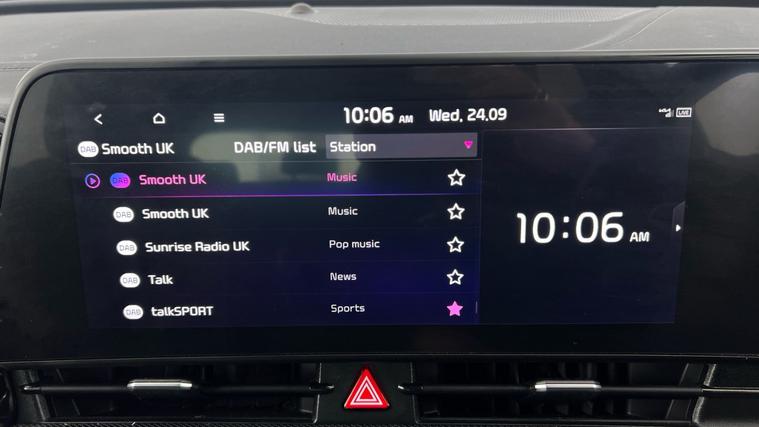 10:06 AM Wed, 24.09 LIVE
DAB Smooth UK DAB/FM list Station
DAB Smooth UK Music
DAB Smooth UK Music
DAB Sunrise Radio UK Pop music
DAB Talk News
DAB talkSPORT Sports
10:06 AM